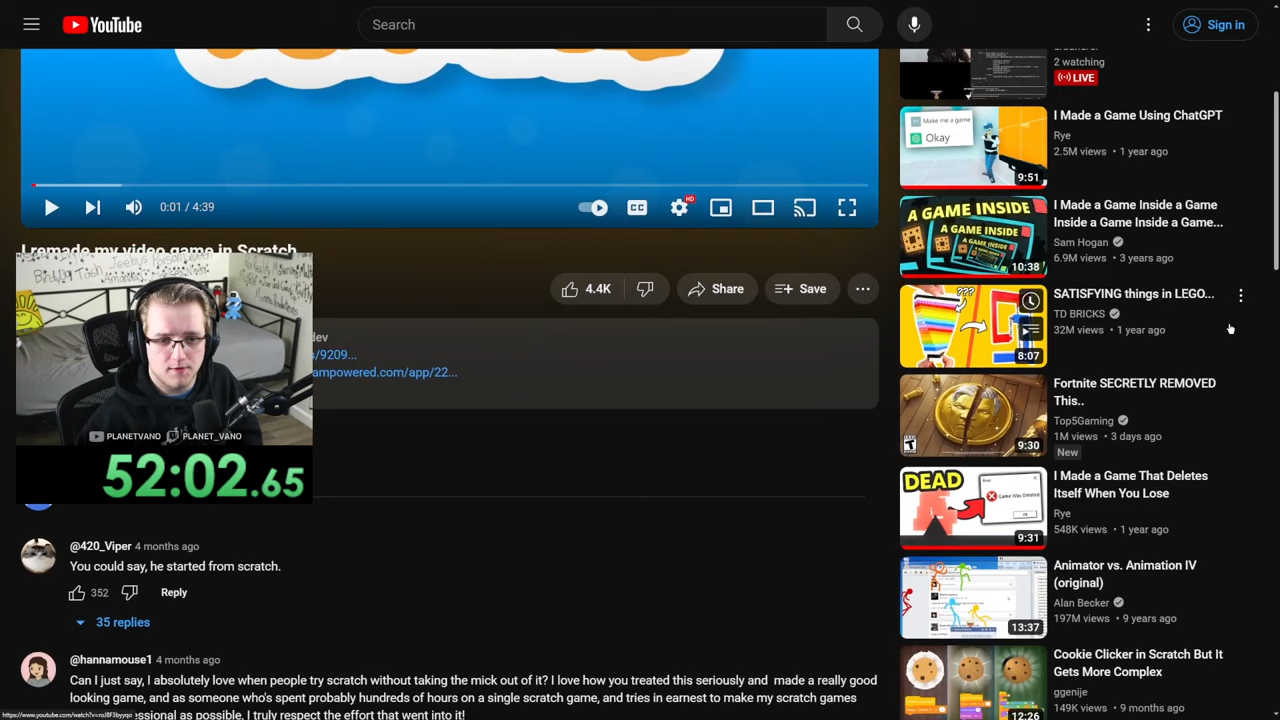 YouTube
Search
Sign in
2 watching
LIVE
Make me a game
Okay
9:51
I Made a Game Using ChatGPT
Rye
2.5M views • 1 year ago
0:01 / 4:39
CC
HD
A GAME INSIDE
A GAME INSIDE
A GAME INSIDE
10:38
I Made a Game Inside a Game
Inside a Game Inside a Game...
Sam Hogan
6.9M views • 3 years ago
I remade my video game in Scratch
4.4K
Share
Save
???
8:07
SATISFYING things in LEGO...
TD BRICKS
32M views • 1 year ago
dev
s/9209...
ampowered.com/app/22...
T
9:30
Fortnite SECRETLY REMOVED
This..
Top5Gaming
1M views • 3 days ago
New
PLANETVANO PLANET_VANO
52:02.65
DEAD
Error
Game Was Deleted
OK
9:31
I Made a Game That Deletes
Itself When You Lose
Rye
548K views • 1 year ago
@420_Viper 4 months ago
You could say, he started from scratch.
352
Reply
35 replies
13:37
Animator vs. Animation IV
(original)
Alan Becker
197M views • 9 years ago
@hannamouse1 4 months ago
Can I just say, I absolutely love when people try scratch without taking the mick out of it? I love how you treated this seriously and made a really good
looking game, and as someone who's spent probably hundreds of hours on a single scratch game, and tries in earnest to make my scratch games
essional as possible, I truly respect the effort that went into it!
12:26
Cookie Clicker in Scratch But It
Gets More Complex
ggenije
149K views • 9 months ago